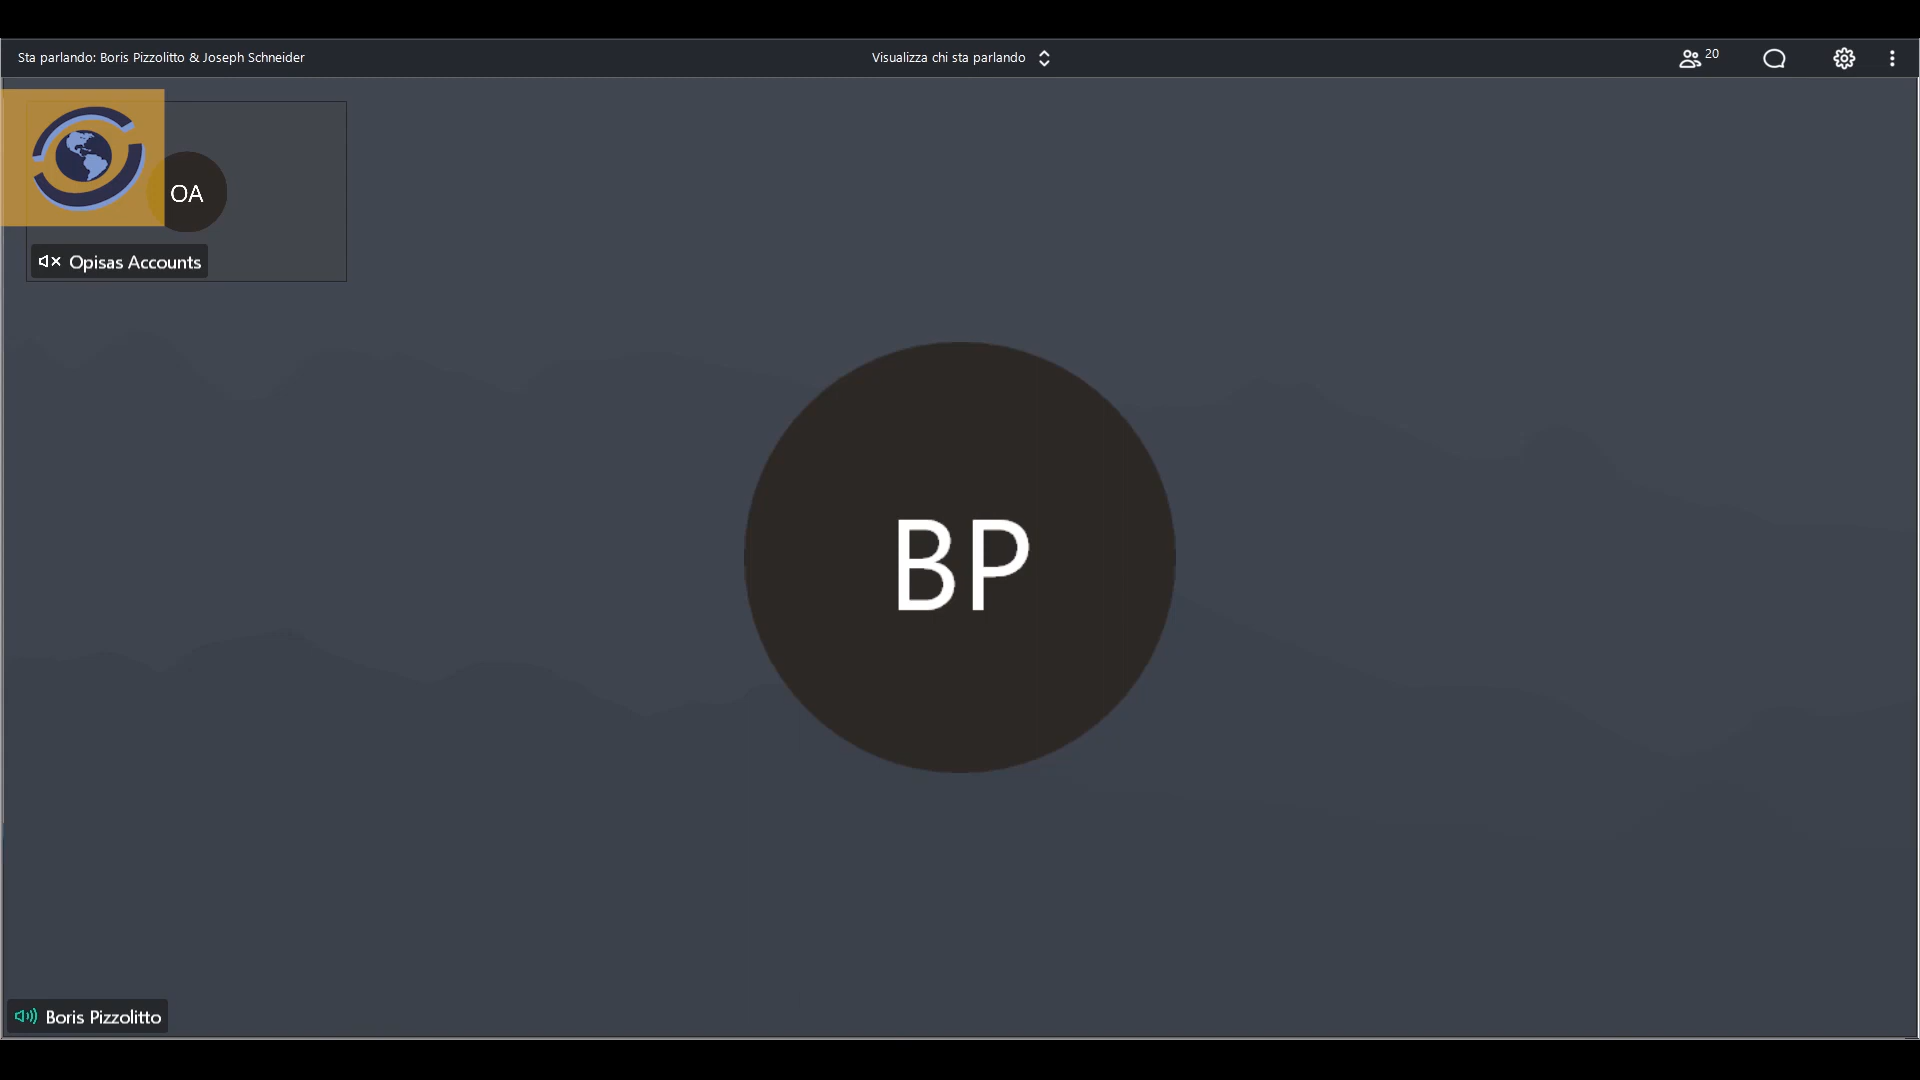 Sta parlando: Boris Pizzolitto & Joseph Schneider
Visualizza chi sta parlando
20
OA
Opisas Accounts
BP
Boris Pizzolitto